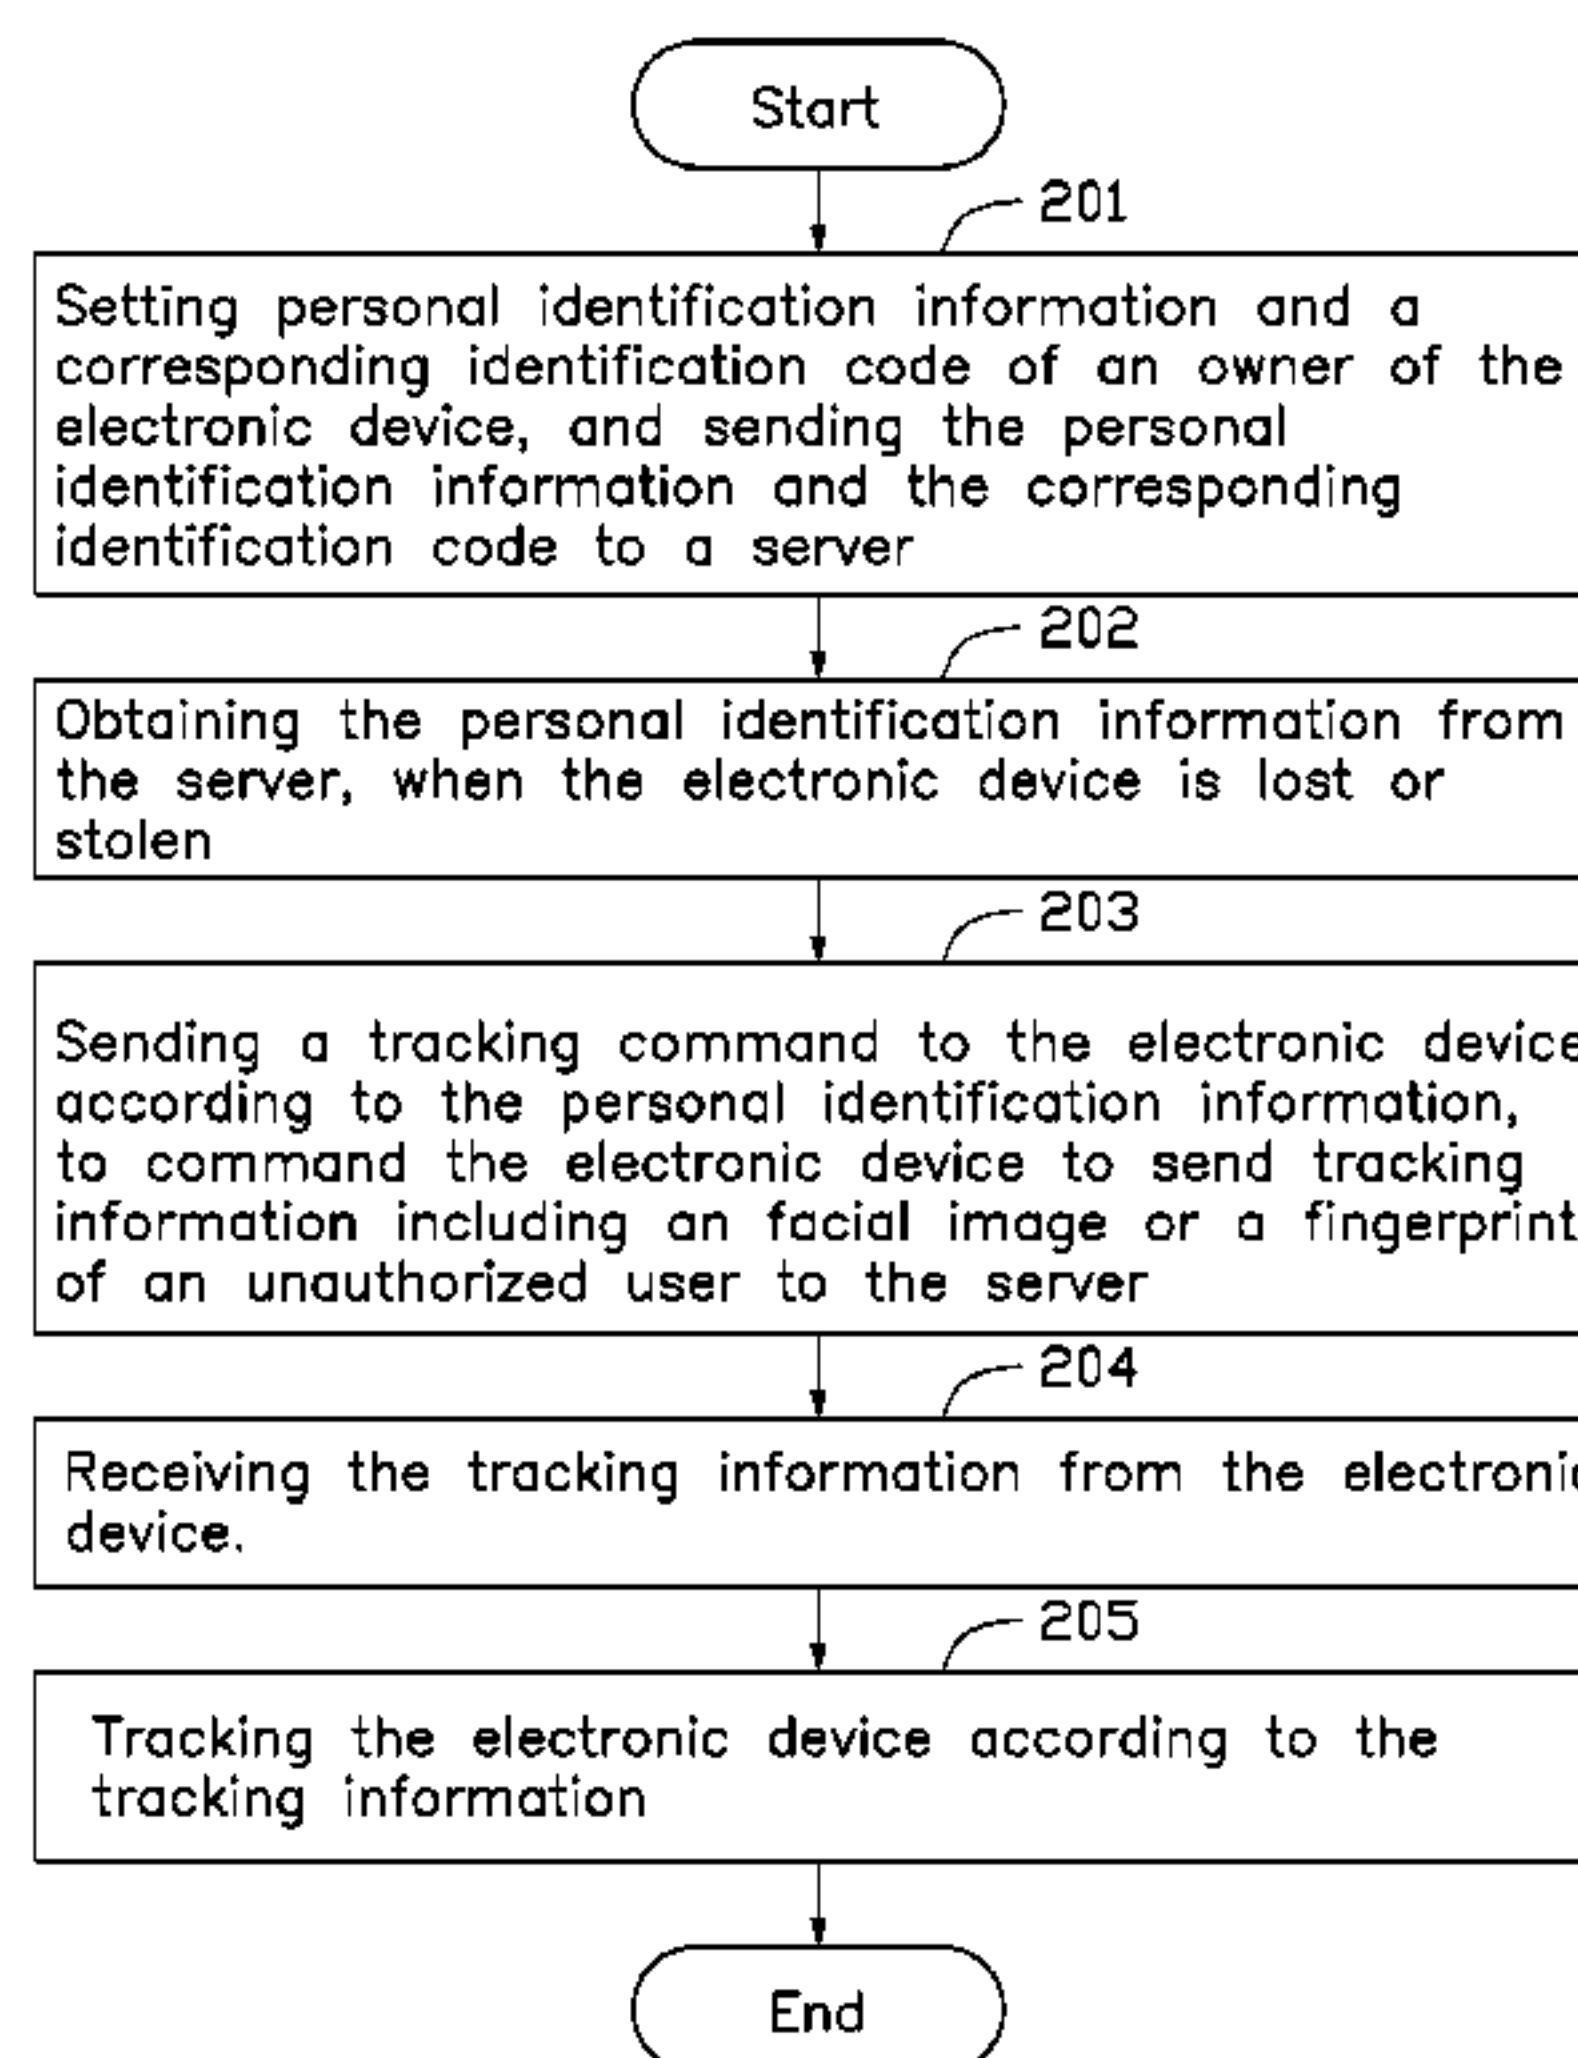 Start
201
Setting personal identification information and a
corresponding identification code of an owner of the
electronic device, and sending the personal
identification information and the corresponding
identification code to a server
202
Obtaining the personal identification information from
the server, when the electronic device is lost or
stolen
203
Sending a tracking command to the electronic device
according to the personal identification information,
to command the electronic device to send tracking
information including an facial image or a fingerprint
of an unauthorized user to the server
204
Receiving the tracking information from the electronic
device.
205
Tracking the electronic device according to the
tracking information
End